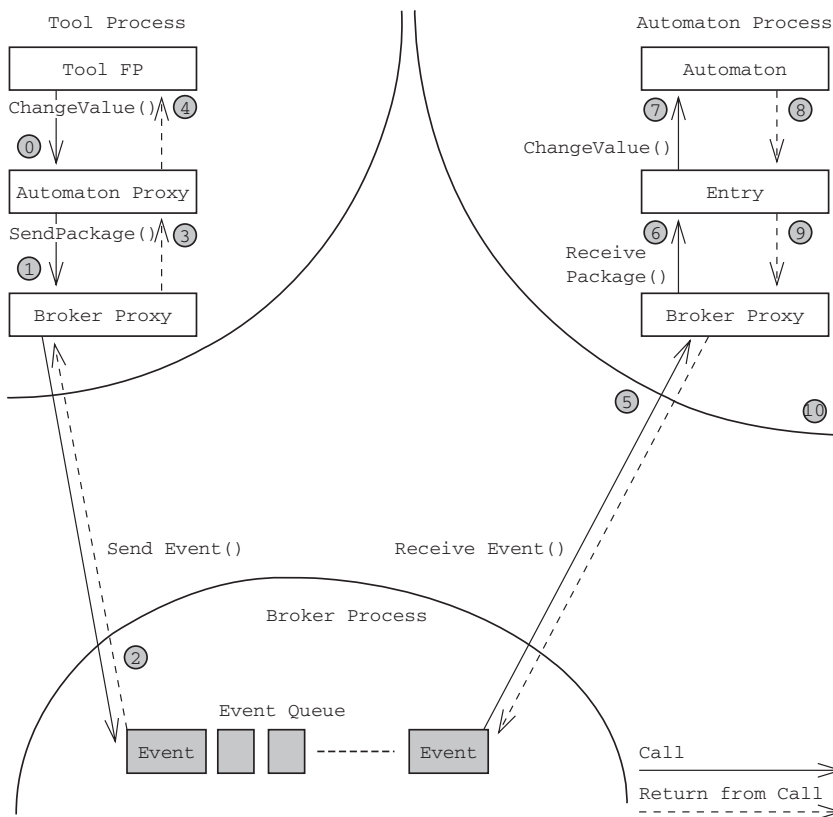 Tool Process
Automaton Process
Tool FP
Automaton
ChangeValue()
4
7
8
0
ChangeValue()
Automaton Proxy
Entry
SendPackage()
3
6
9
1
Receive
Package()
Broker Proxy
Broker Proxy
5
10
Send Event()
Receive Event()
Broker Process
2
Event Queue
Event
Event
Call
Return from Call